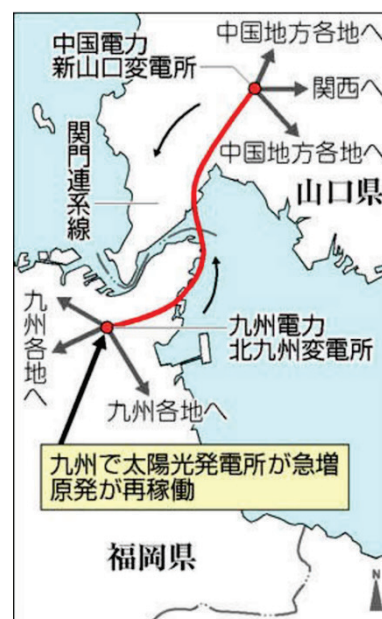 中国電力
新山口変電所
中国地方各地へ
関西へ
中国地方各地へ
関門連系線
山口県
九州各地へ
九州電力
北九州変電所
九州各地へ
九州で太陽光発電所が急増
原発が再稼働
福岡県
N